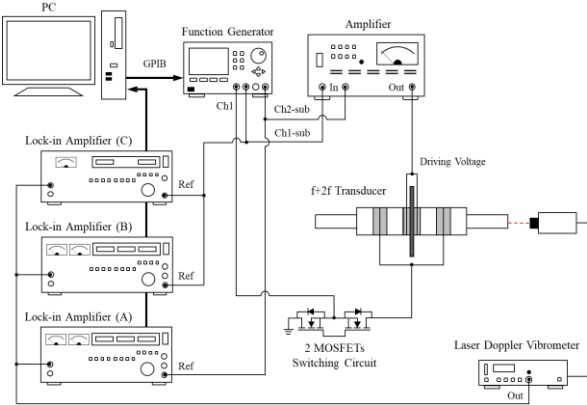 PC
Function Generator
Amplifier
GPIB
Ch1
Ch2-sub
Ch1-sub
In
Out
Lock-in Amplifier (C)
Ref
Driving Voltage
f+2f Transducer
Lock-in Amplifier (B)
Ref
Lock-in Amplifier (A)
Ref
2 MOSFETs
Switching Circuit
Laser Doppler Vibrometer
Out